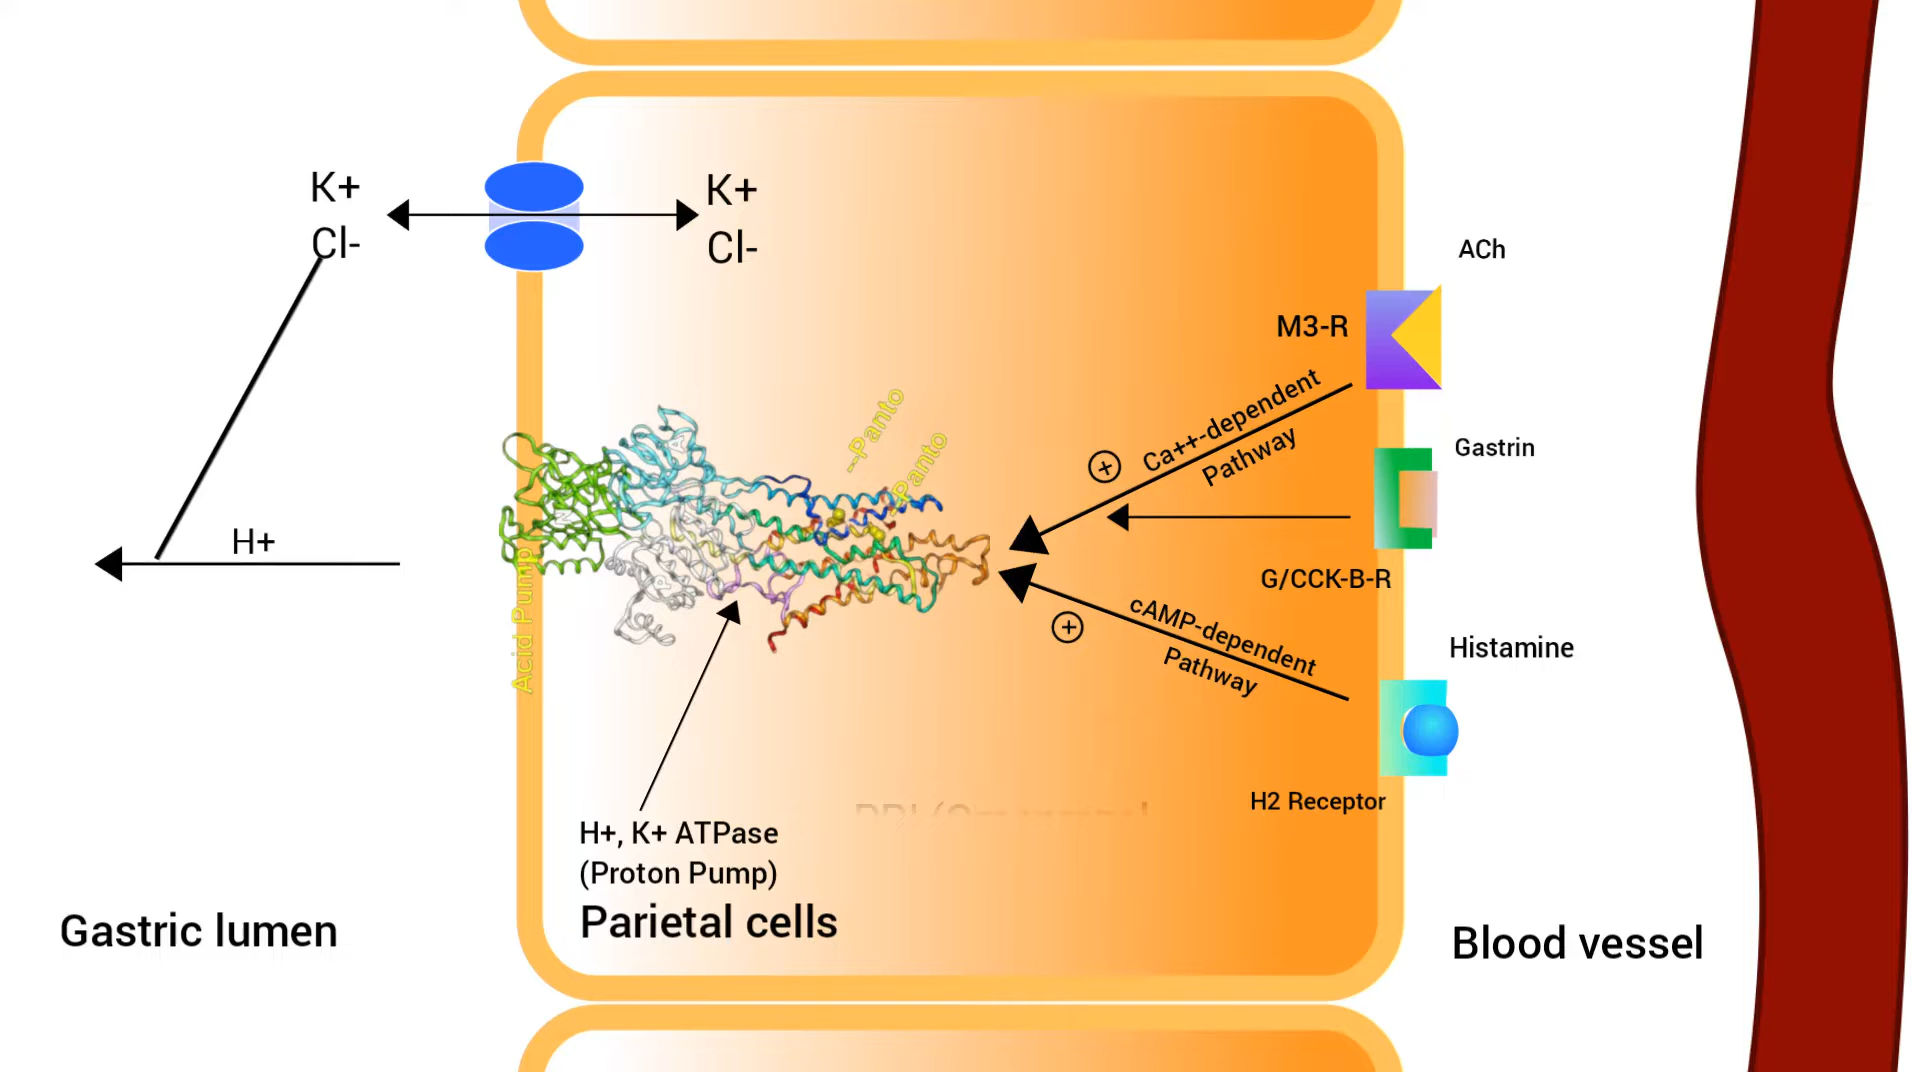 K+
Cl-
K+
Cl-
H+
Acid Pump
--Panto
Panto
ACh
M3-R
Ca++-dependent
Pathway
+
Gastrin
G/CCK-B-R
cAMP-dependent
Pathway
+
Histamine
H2 Receptor
H+, K+ ATPase
(Proton Pump)
Parietal cells
Gastric lumen
Blood vessel